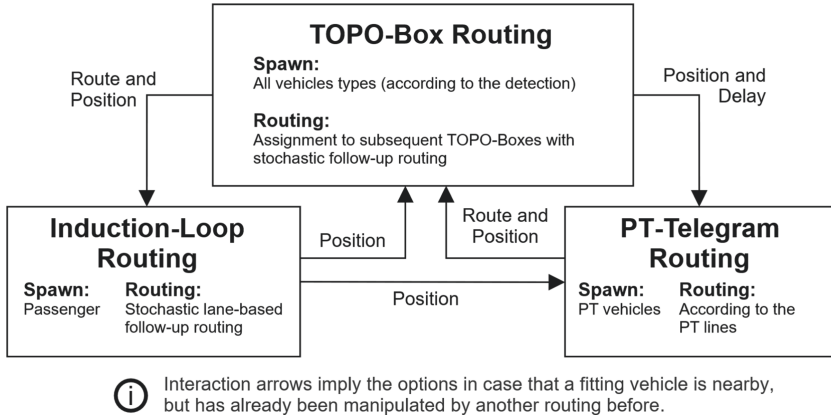 TOPO-Box Routing
Spawn:
All vehicles types (according to the detection)
Routing:
Assignment to subsequent TOPO-Boxes with
stochastic follow-up routing
Route and
Position
Position and
Delay
Induction-Loop
Routing
Spawn:
Passenger
Routing:
Stochastic lane-based
follow-up routing
Position
Route and
Position
Position
PT-Telegram
Routing
Spawn:
PT vehicles
Routing:
According to the
PT lines
i
Interaction arrows imply the options in case that a fitting vehicle is nearby,
but has already been manipulated by another routing before.